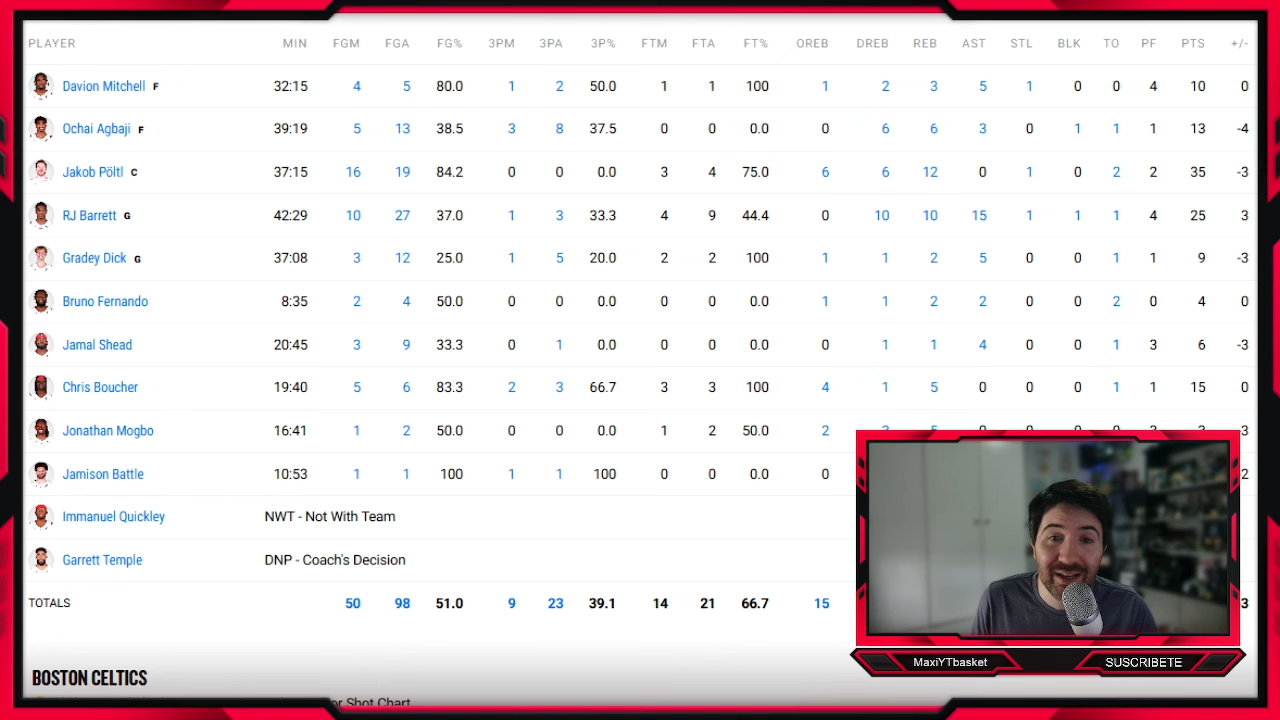 PLAYER MIN FGM FGA FG% 3PM 3PA 3P% FTM FTA FT% OREB DREB REB AST STL BLK TO PF PTS +/-
Davion Mitchell F 32:15 4 5 80.0 1 2 50.0 1 1 100 1 2 3 5 1 0 0 4 10 0
Ochai Agbaji F 39:19 5 13 38.5 3 8 37.5 0 0 0.0 0 6 6 3 0 1 1 1 13 -4
Jakob Pöltl C 37:15 16 19 84.2 0 0 0.0 3 4 75.0 6 6 12 0 1 0 2 2 35 -3
RJ Barrett G 42:29 10 27 37.0 1 3 33.3 4 9 44.4 0 10 10 15 1 1 1 4 25 3
Gradey Dick G 37:08 3 12 25.0 1 5 20.0 2 2 100 1 1 2 5 0 0 1 1 9 -3
Bruno Fernando 8:35 2 4 50.0 0 0 0.0 0 0 0.0 1 1 2 2 0 0 2 0 4 0
Jamal Shead 20:45 3 9 33.3 0 1 0.0 0 0 0.0 0 1 1 4 0 0 1 3 6 -3
Chris Boucher 19:40 5 6 83.3 2 3 66.7 3 3 100 4 1 5 0 0 0 1 1 15 0
Jonathan Mogbo 16:41 1 2 50.0 0 0 0.0 1 2 50.0 2
Jamison Battle 10:53 1 1 100 1 1 100 0 0 0.0 0
Immanuel Quickley NWT - Not With Team
Garrett Temple DNP - Coach's Decision
TOTALS 50 98 51.0 9 23 39.1 14 21 66.7 15
BOSTON CELTICS
Shot Chart
MaxiYTbasket
SUSCRIBETE